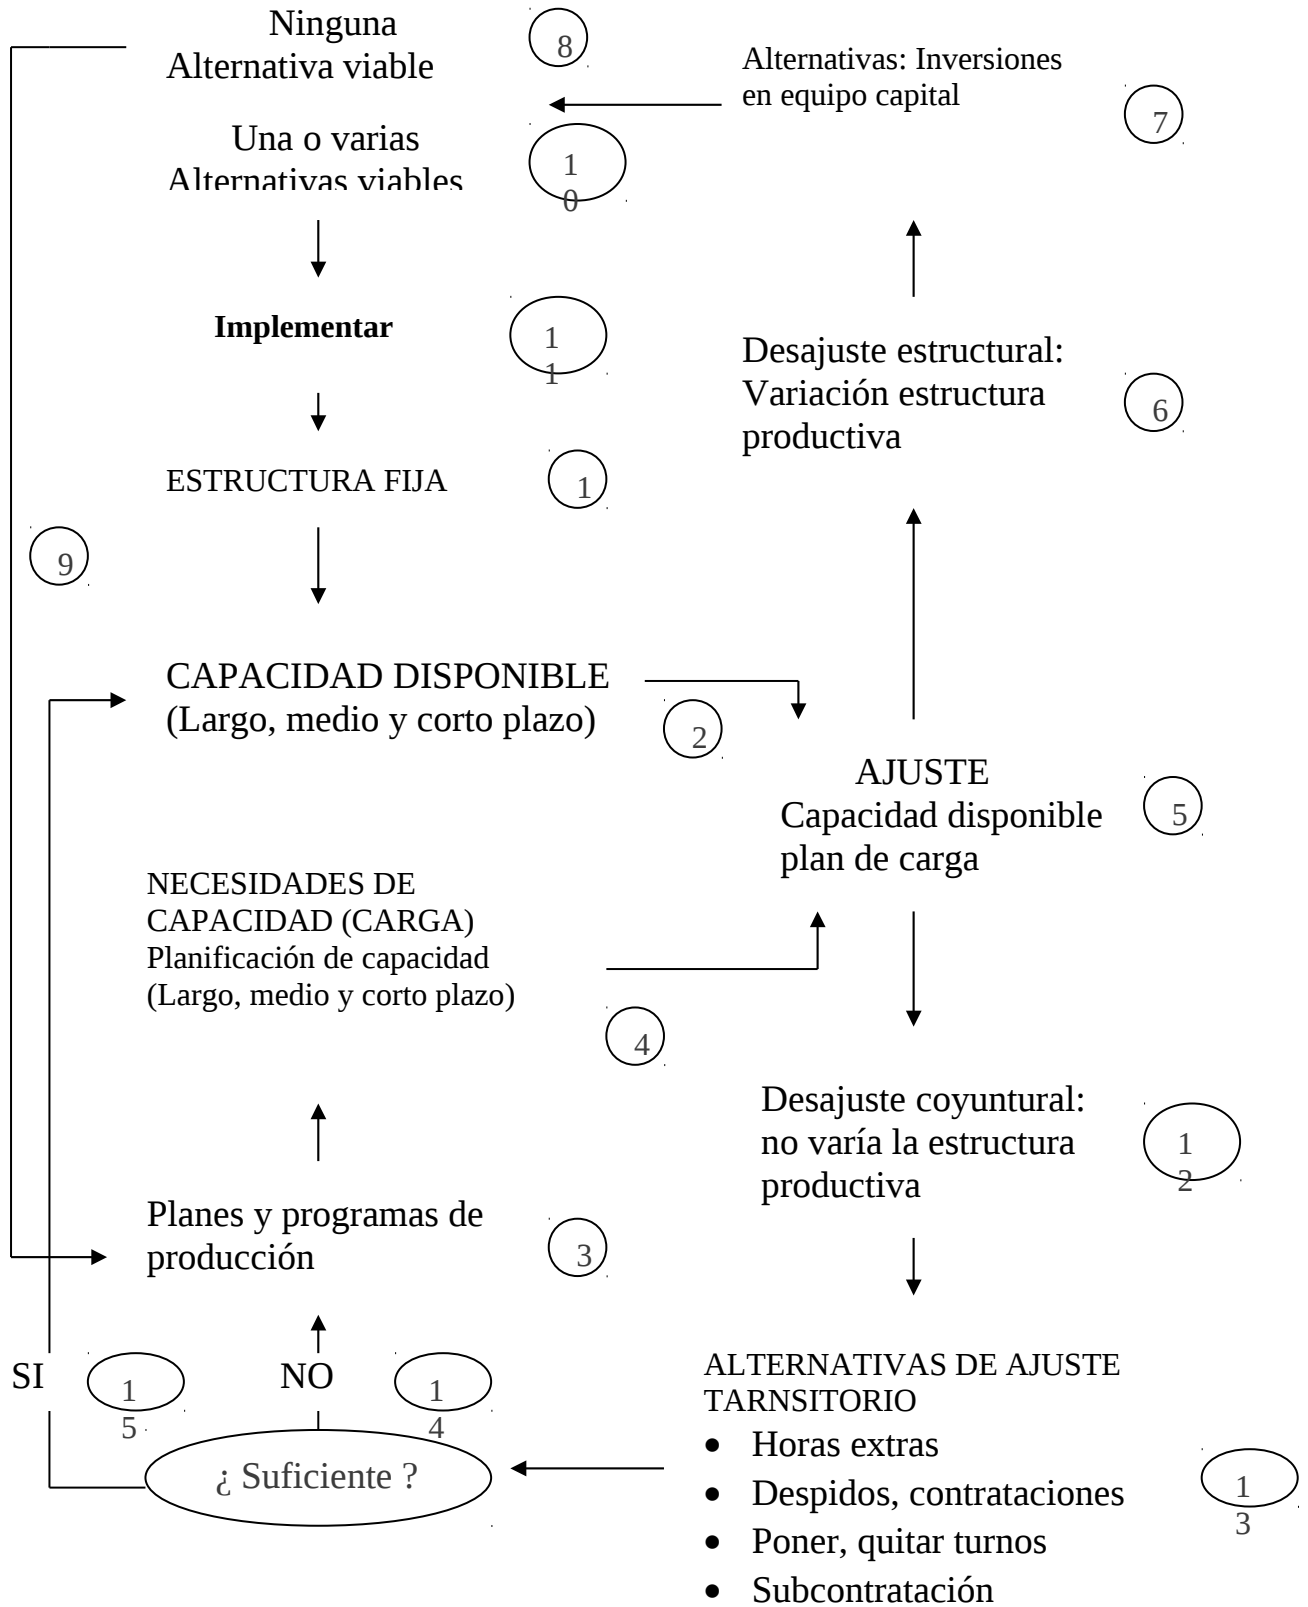 Ninguna
Alternativa viable
8
Alternativas: Inversiones
en equipo capital
7
Una o varias
Alternativas viables
1
0
Implementar
1
1
Desajuste estructural:
Variación estructura
productiva
6
ESTRUCTURA FIJA
1
9
CAPACIDAD DISPONIBLE
(Largo, medio y corto plazo)
2
AJUSTE
Capacidad disponible
plan de carga
5
NECESIDADES DE
CAPACIDAD (CARGA)
Planificación de capacidad
(Largo, medio y corto plazo)
4
Desajuste coyuntural:
no varía la estructura
productiva
1
2
Planes y programas de
producción
3
SI
1
5
NO
1
4
¿ Suficiente ?
ALTERNATIVAS DE AJUSTE
TARNSITORIO
• Horas extras
• Despidos, contrataciones
• Poner, quitar turnos
• Subcontratación
1
3